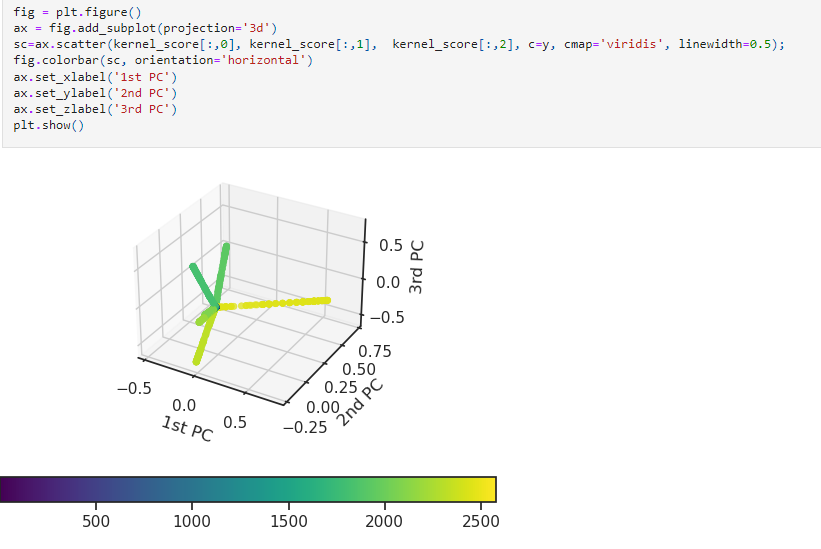 fig = plt.figure()
ax = fig.add_subplot(projection='3d')
sc=ax.scatter(kernel_score[:,0], kernel_score[:,1],  kernel_score[:,2], c=y, cmap='viridis', linewidth=0.5);
fig.colorbar(sc, orientation='horizontal')
ax.set_xlabel('1st PC')
ax.set_ylabel('2nd PC')
ax.set_zlabel('3rd PC')
plt.show()
0.5
0.0
−0.5
3rd PC
0.75
0.50
0.25
0.00
−0.25
2nd PC
−0.5
0.0
0.5
1st PC
500
1000
1500
2000
2500